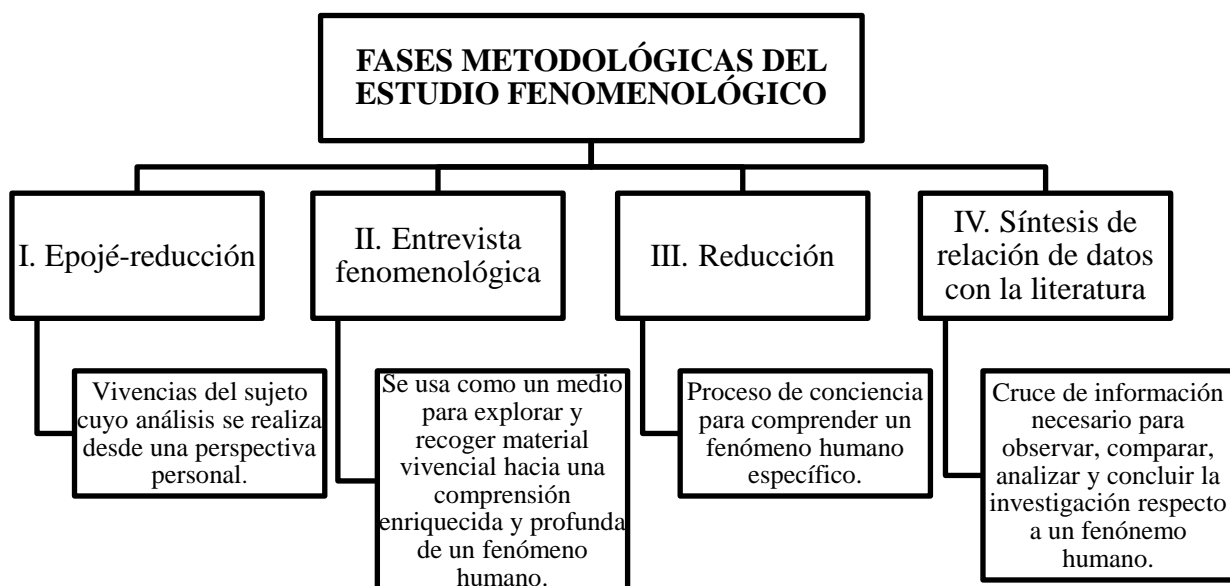 FASES METODOLÓGICAS DEL
ESTUDIO FENOMENOLÓGICO
I. Epojé-reducción
Vivencias del sujeto
cuyo análisis se realiza
desde una perspectiva
personal.
II. Entrevista
fenomenológica
Se usa como un medio
para explorar y
recoger material
vivencial hacia una
comprensión
enriquecida y profunda
de un fenómeno
humano.
III. Reducción
Proceso de conciencia
para comprender un
fenómeno humano
específico.
IV. Síntesis de
relación de datos
con la literatura
Cruce de información
necesario para
observar, comparar,
analizar y concluir la
investigación respecto
a un fenónemo
humano.